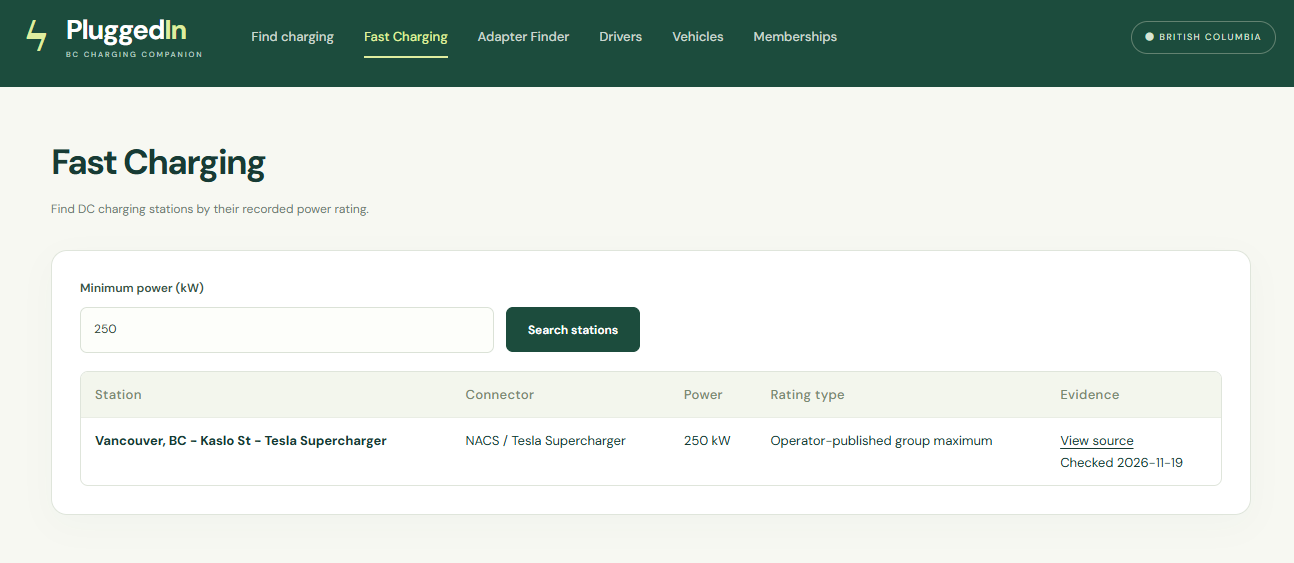 PluggedIn
BC CHARGING COMPANION
Find charging
Fast Charging
Adapter Finder
Drivers
Vehicles
Memberships
BRITISH COLUMBIA
Fast Charging
Find DC charging stations by their recorded power rating.
Minimum power (kW)
250
Search stations
Station Connector Power Rating type Evidence
Vancouver, BC - Kaslo St - Tesla Supercharger NACS / Tesla Supercharger 250 kW Operator-published group maximum View source
Checked 2026-11-19